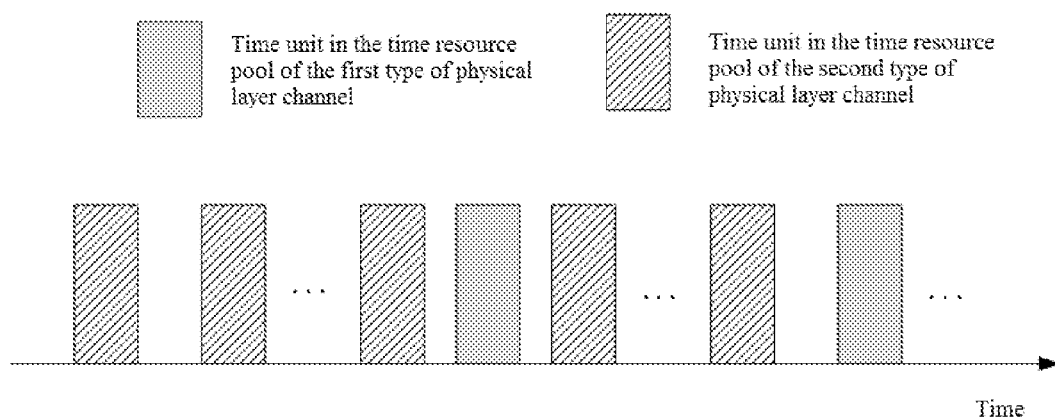 Time unit in the time resource
pool of the first type of physical
layer channel
Time unit in the time resource
pool of the second type of
physical layer channel
...
...
...
Time